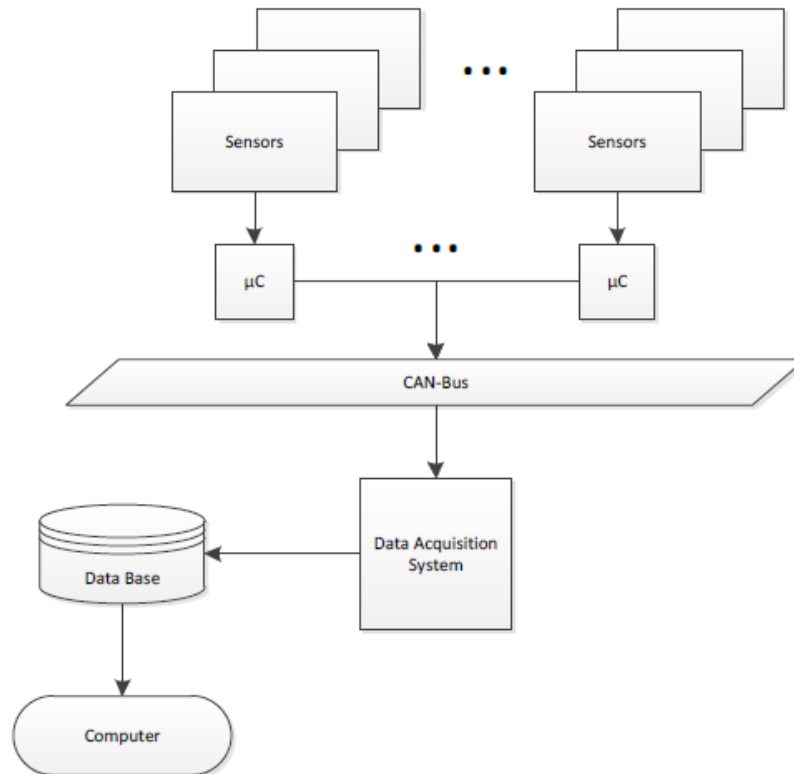 Sensors
Sensors
µC
µC
CAN-Bus
Data Acquisition
System
Data Base
Computer